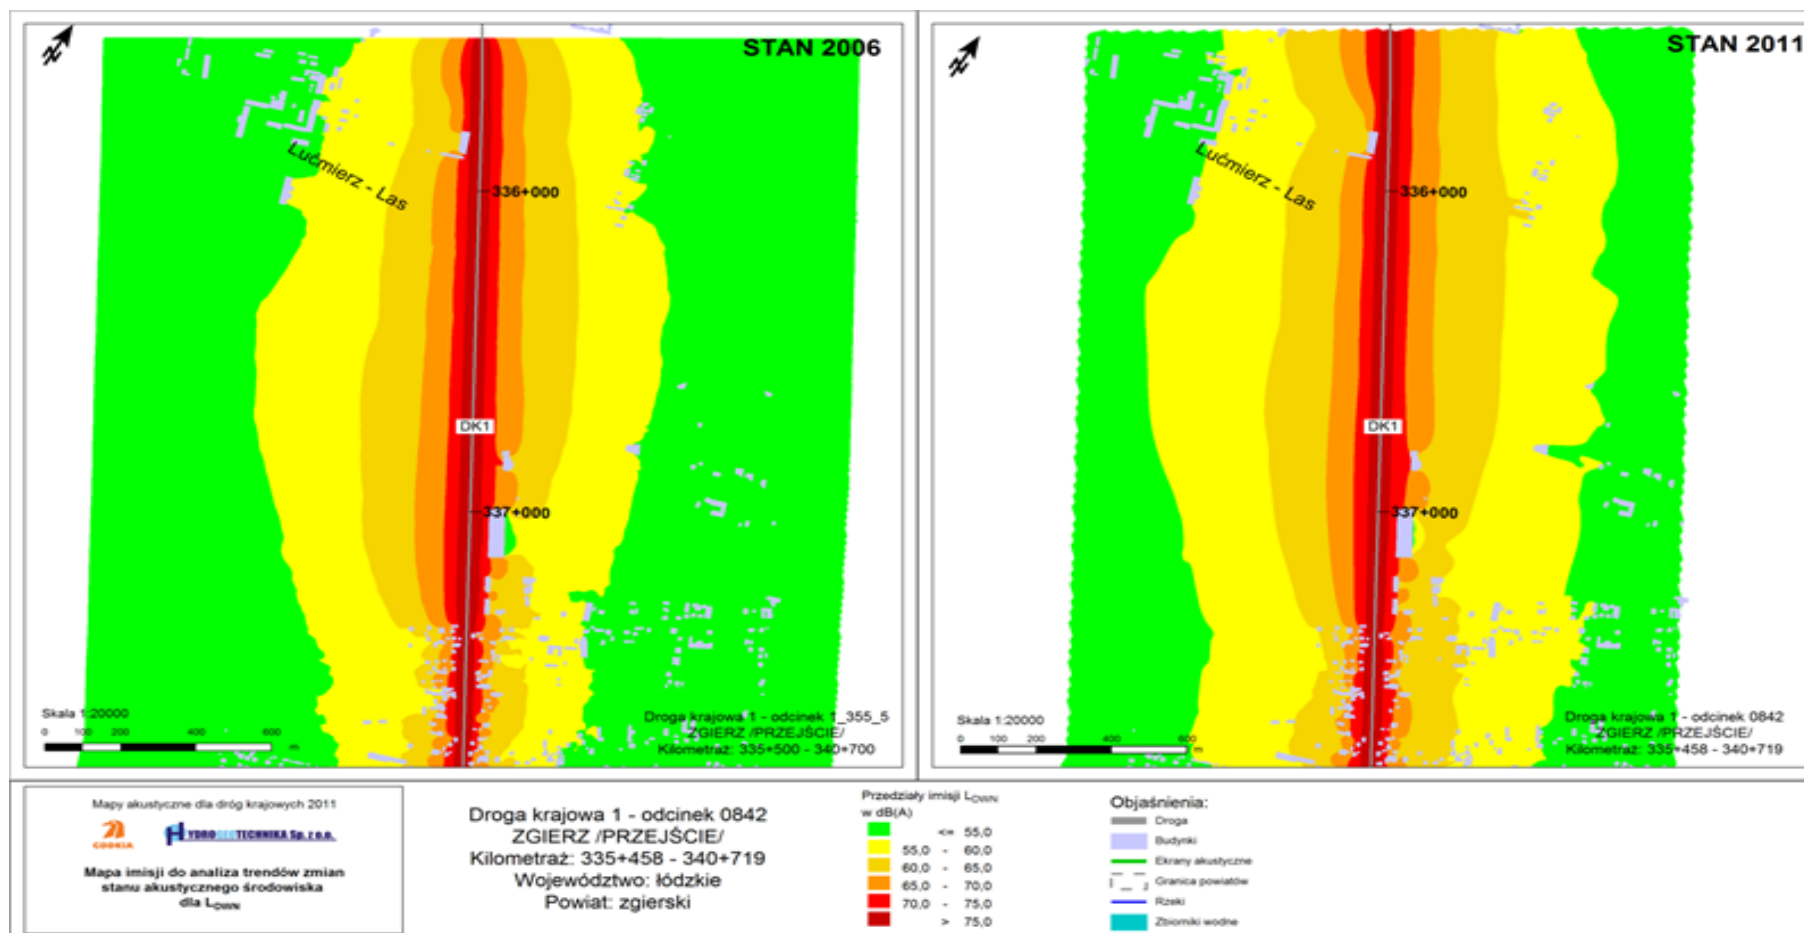 STAN 2006
N
Lućmierz - Las
336+000
DK1
337+000
Skala 1:20000
0 100 200 400 600 m
Droga krajowa 1 - odcinek 1_355_5
ZGIERZ /PRZEJŚCIE/
Kilometraż: 335+500 - 340+700
STAN 2011
N
Lućmierz - Las
336+000
DK1
337+000
Skala 1:20000
0 100 200 400 600 m
Droga krajowa 1 - odcinek 0842
ZGIERZ /PRZEJŚCIE/
Kilometraż: 335+458 - 340+719
Mapy akustyczne dla dróg krajowych 2011
GDDKIA
HYDROGEOTECHNIKA Sp. z o.o.
Mapa imisji do analiza trendów zmian
stanu akustycznego środowiska
dla LDWN
Droga krajowa 1 - odcinek 0842
ZGIERZ /PRZEJŚCIE/
Kilometraż: 335+458 - 340+719
Województwo: łódzkie
Powiat: zgierski
Przedziały imisji LDWN
w dB(A)
<= 55,0
55,0 - 60,0
60,0 - 65,0
65,0 - 70,0
70,0 - 75,0
> 75,0
Objaśnienia:
Droga
Budynki
Ekrany akustyczne
Granica powiatów
Rzeki
Zbiorniki wodne